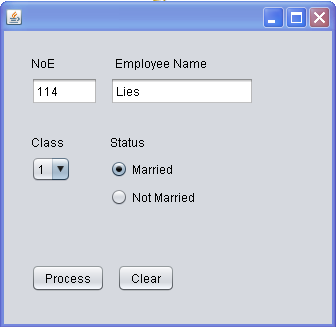 NoE Employee Name
114 Lies
Class Status
1 Married
Not Married
Process Clear